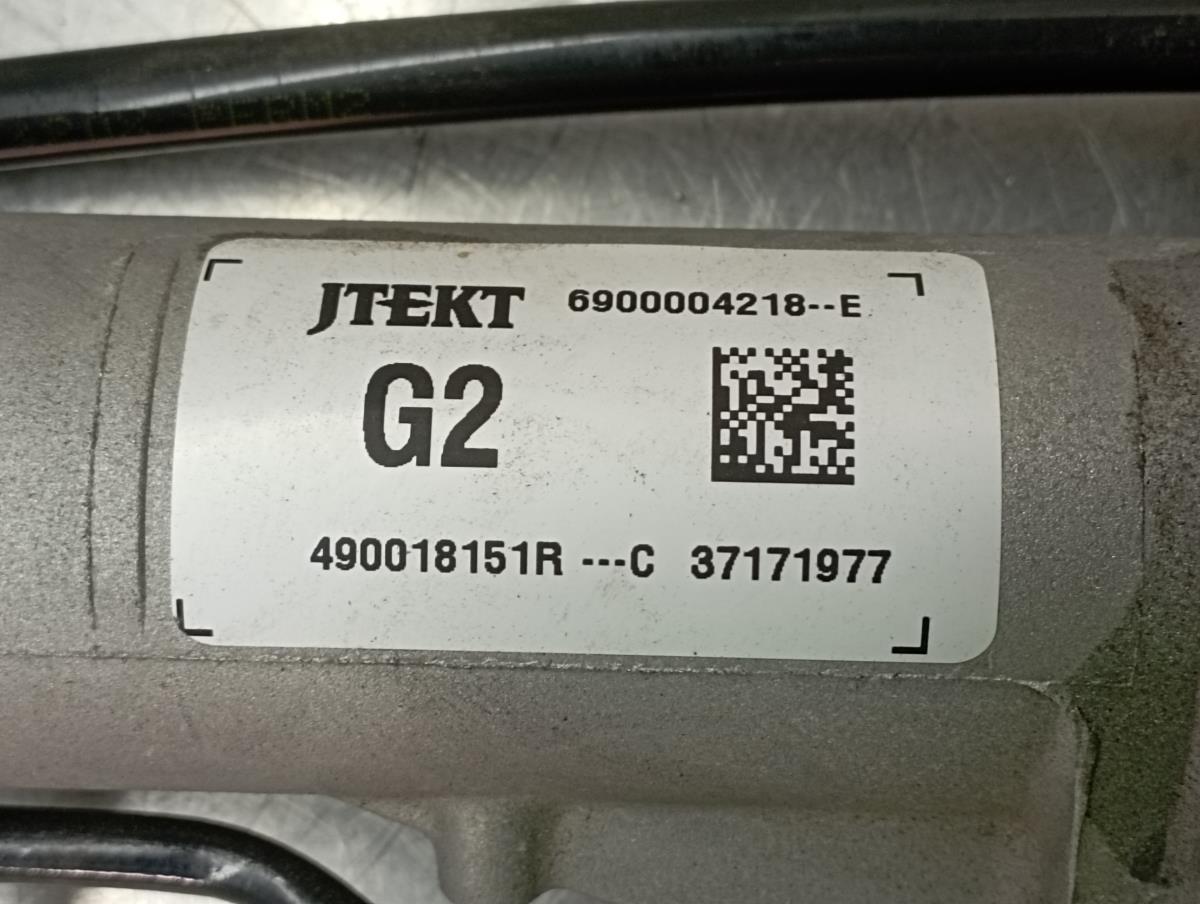 JTEKT 6900004218--E
G2
490018151R ---C 37171977